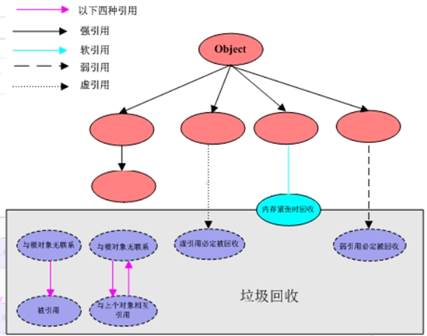 以下四种引用
强引用
软引用
弱引用
虚引用
Object
内存紧张时回收
与根对象无联系
与根对象无联系
虚引用必定被回收
弱引用必定被回收
垃圾回收
被引用
与上个对象相互
引用